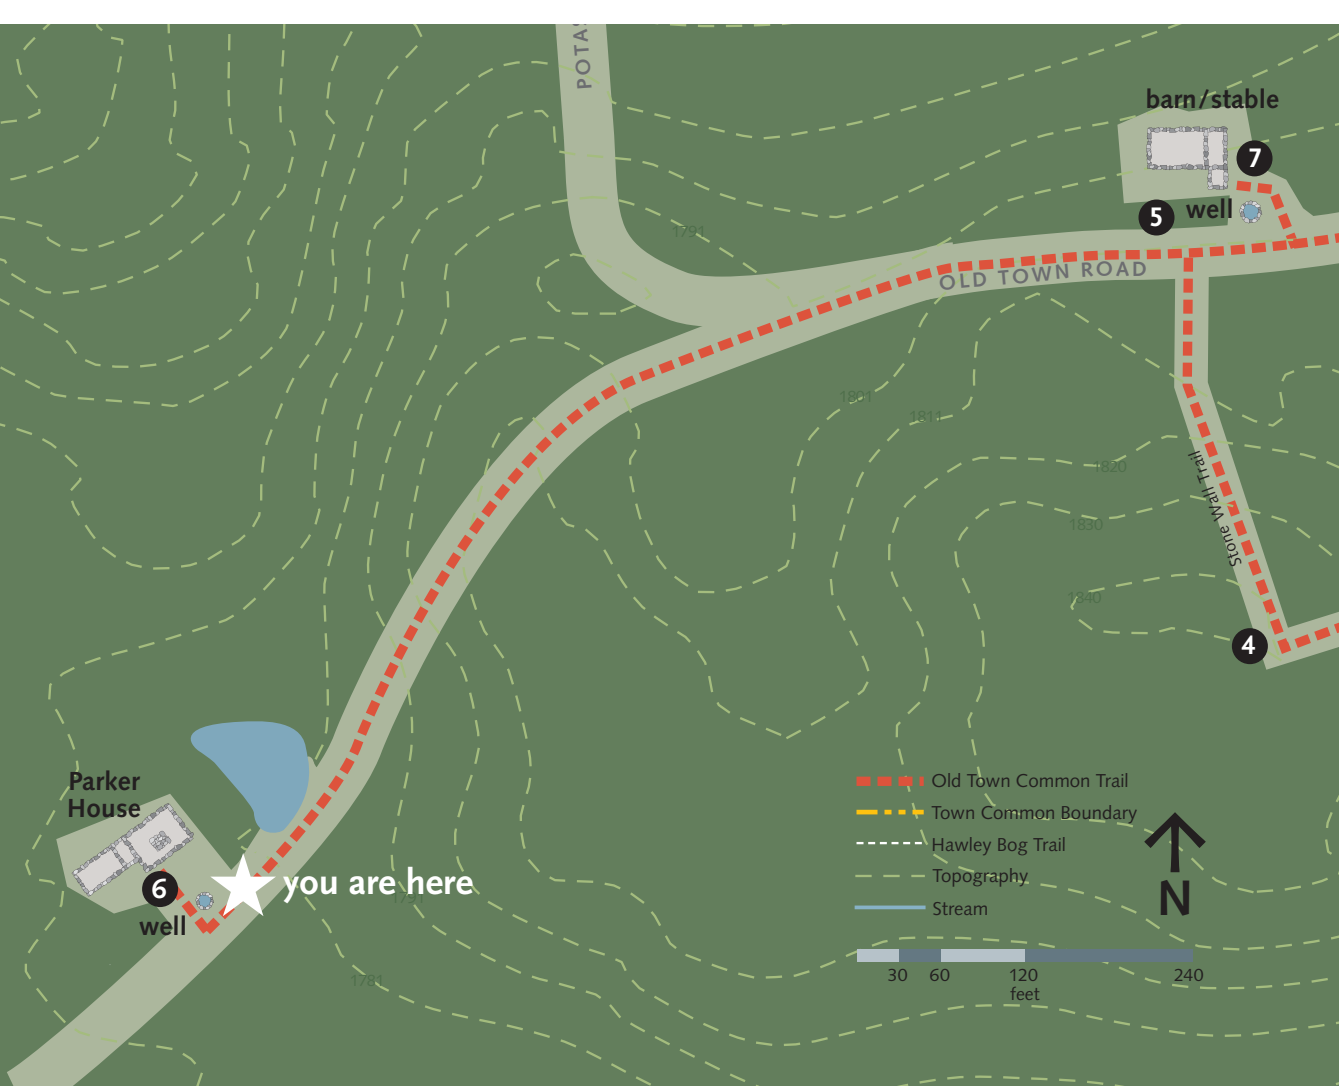 POTAS
barn/stable
7
5
well
1791
OLD TOWN ROAD
1801
1811
1820
Stone Wall Trail
1830
1840
4
Parker
House
Old Town Common Trail
Town Common Boundary
Hawley Bog Trail
Topography
Stream
N
6
you are here
1791
well
1781
30 60 120 240
feet